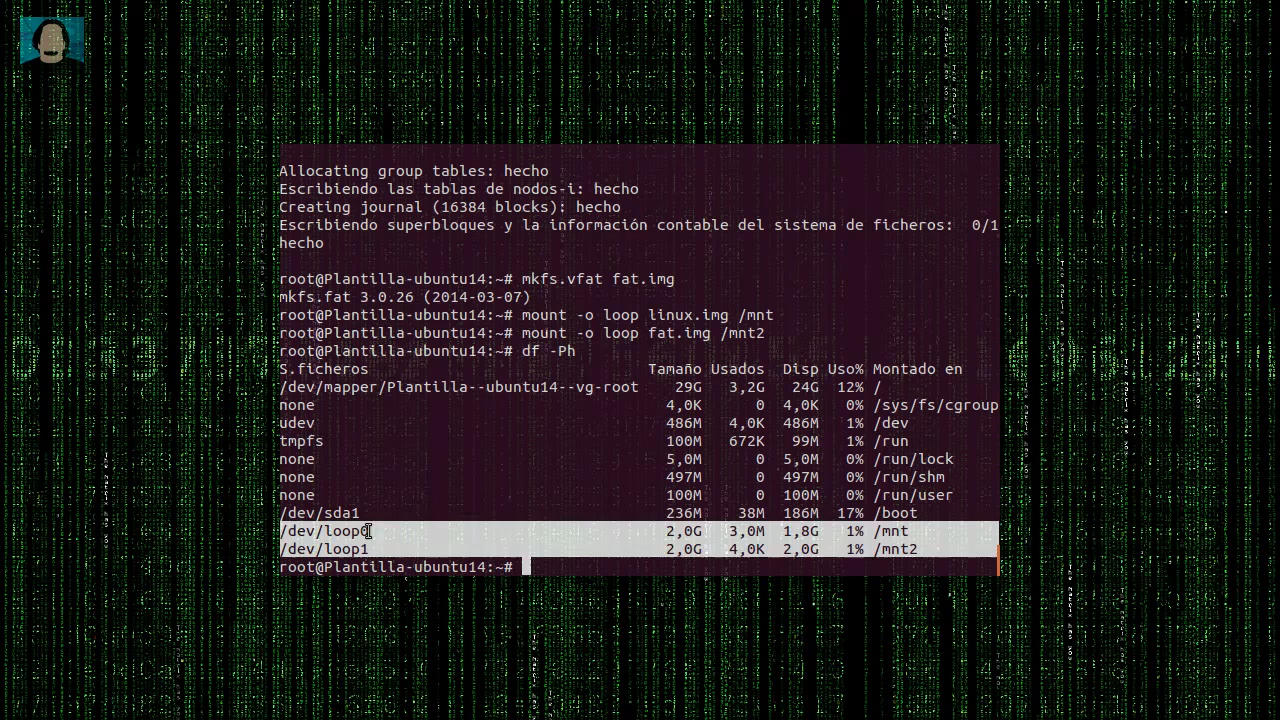 Allocating group tables: hecho
Escribiendo las tablas de nodos-i: hecho
Creating journal (16384 blocks): hecho
Escribiendo superbloques y la información contable del sistema de ficheros:  0/1
hecho
root@Plantilla-ubuntu14:~# mkfs.vfat fat.img
mkfs.fat 3.0.26 (2014-03-07)
root@Plantilla-ubuntu14:~# mount -o loop linux.img /mnt
root@Plantilla-ubuntu14:~# mount -o loop fat.img /mnt2
root@Plantilla-ubuntu14:~# df -Ph
S.ficheros                               Tamaño Usados  Disp Uso% Montado en
/dev/mapper/Plantilla--ubuntu14--vg-root    29G   3,2G   24G  12% /
none                                       4,0K      0  4,0K   0% /sys/fs/cgroup
udev                                       486M   4,0K  486M   1% /dev
tmpfs                                      100M   672K   99M   1% /run
none                                       5,0M      0  5,0M   0% /run/lock
none                                       497M      0  497M   0% /run/shm
none                                       100M      0  100M   0% /run/user
/dev/sda1                                  236M    38M  186M  17% /boot
/dev/loop0                                 2,0G   3,0M  1,8G   1% /mnt
/dev/loop1                                 2,0G   4,0K  2,0G   1% /mnt2
root@Plantilla-ubuntu14:~#